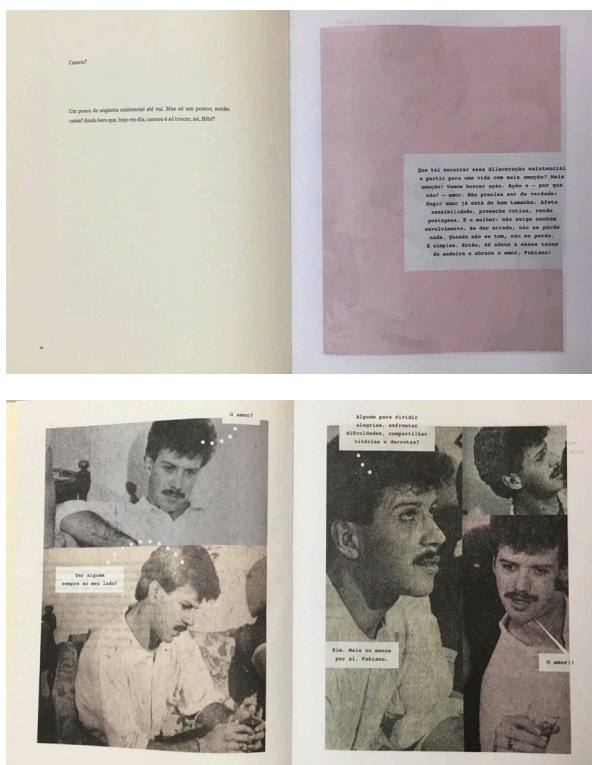 Cansou?
Um pouco de angústia existencial até vai. Mas só um pouco, senão
cansa! Ainda bem que, hoje em dia, cansou é só trocar, né, Bibi?
Que tal encerrar essa dilaceração existencial
e partir para uma vida com mais emoção? Mais
emoção! Vamos buscar ação. Ação e — por que
não? — amor. Não precisa ser de verdade:
fingir amor já está de bom tamanho. Afeta
sensibilidade, preenche rotina, rende
postagens. E o melhor: não exige nenhum
envolvimento. Se der errado, não se perde
nada. Quando não se tem, não se perde.
É simples. Então, dê adeus a esses tacos
de madeira e abrace o amor, Fabiano!
O amor?
Ter alguém
sempre ao meu lado?
Alguém para dividir
alegrias, enfrentar
dificuldades, compartilhar
vitórias e derrotas?
Sim. Mais ou menos
por aí, Fabiano.
O amor!!